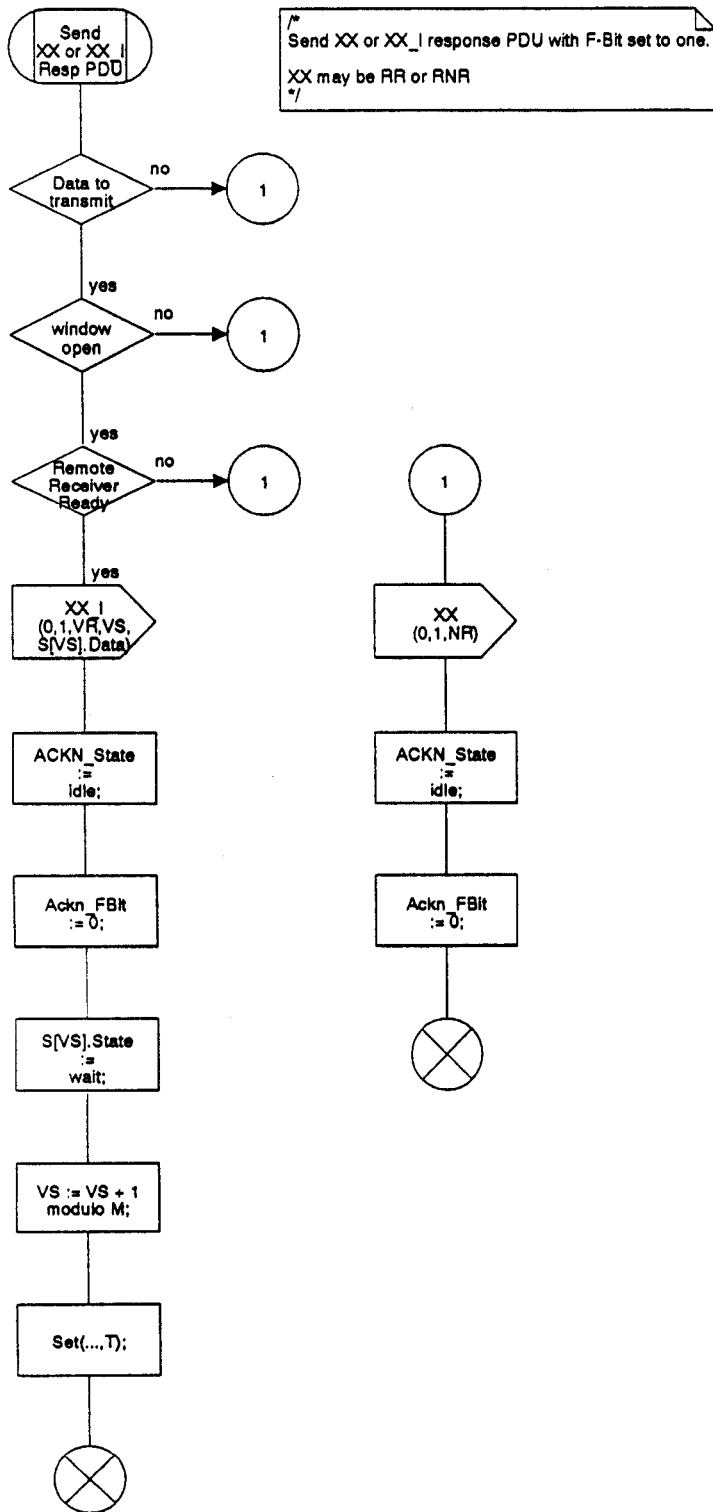 Send
XX or XX_I
Resp PDU
/*
Send XX or XX_I response PDU with F-Bit set to one.
XX may be RR or RNR
*/
Data to
transmit
no
1
yes
window
open
no
1
yes
Remote
Receiver
Ready
no
1
yes
XX_I
(0,1,VR,VS,
S[VS].Data)
ACKN_State
:=
idle;
Ackn_FBit
:=0;
S[VS].State
:=
wait;
VS := VS + 1
modulo M;
Set(...,T);
1
XX
(0,1,NR)
ACKN_State
:=
idle;
Ackn_FBit
:=0;